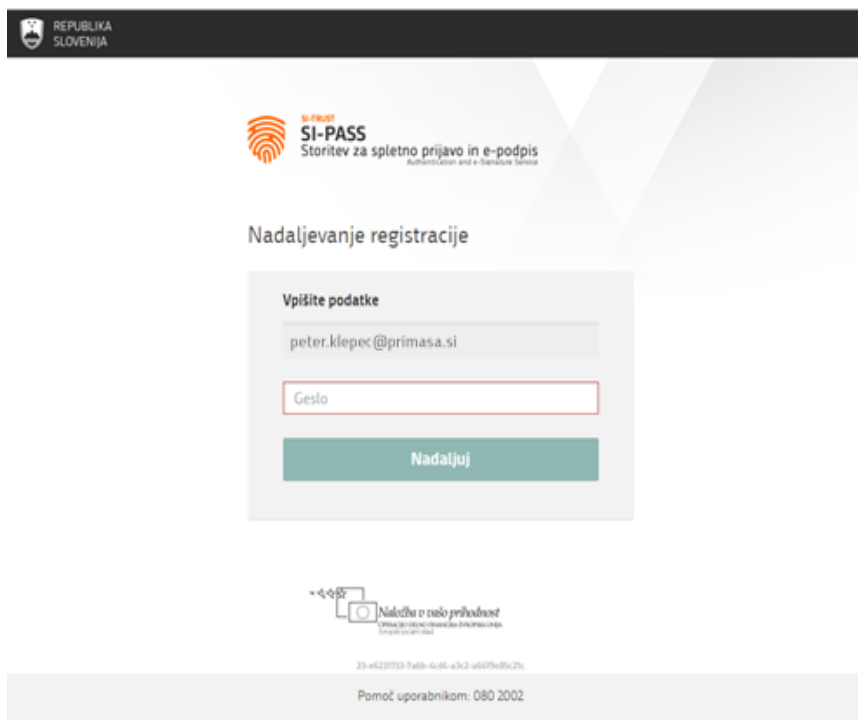 REPUBLIKA
SLOVENIJA
SI-TRUST
SI-PASS
Storitev za spletno prijavo in e-podpis
Authentication and e-Signature Service
Nadaljevanje registracije
Vpišite podatke
peter.klepec@primasa.si
Geslo
Nadaljuj
Naložba v vašo prihodnost
Pomoč uporabnikom: 080 2002